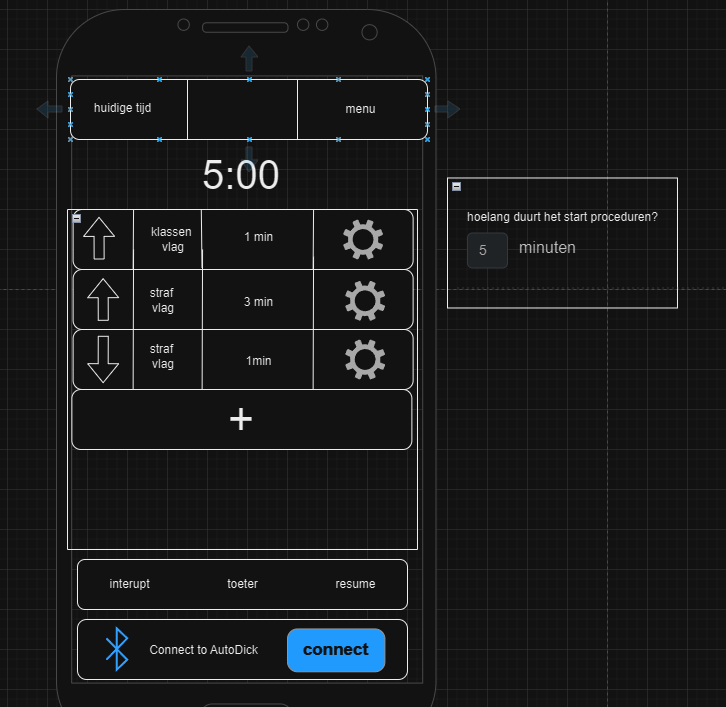 huidige tijd
menu
5:00
klassen
vlag
1 min
straf
vlag
3 min
straf
vlag
1min
+
interupt toeter resume
Connect to AutoDick
connect
hoelang duurt het start proceduren?
5 minuten